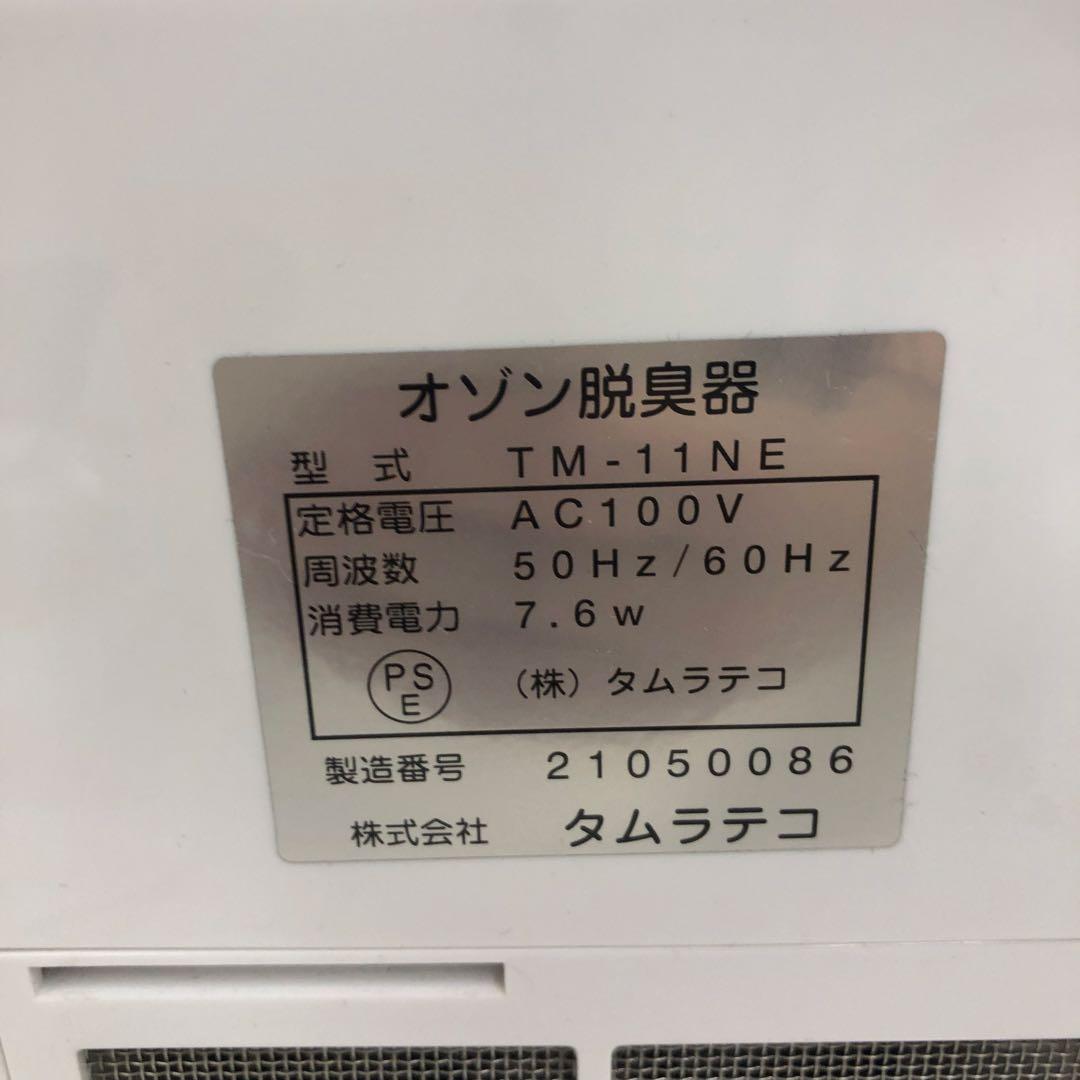 オゾン脱臭器
型 式 TM-11NE
定格電圧 AC100V
周波数 50Hz/60Hz
消費電力 7.6w
PSE (株)タムラテコ
製造番号 21050086
株式会社 タムラテコ